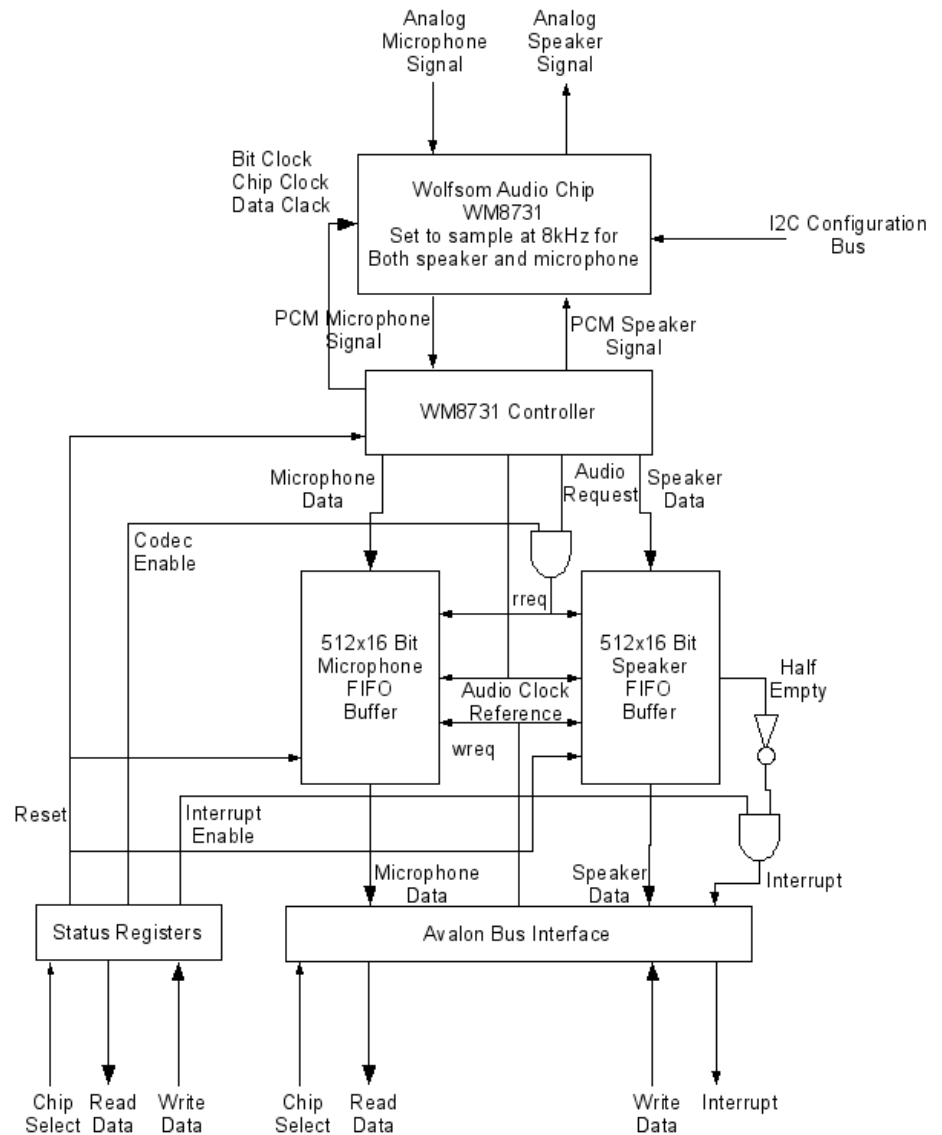 Analog
Microphone
Signal
Analog
Speaker
Signal
Bit Clock
Chip Clock
Data Clack
Wolfsom Audio Chip
WM8731
Set to sample at 8kHz for
Both speaker and microphone
I2C Configuration
Bus
PCM Microphone
Signal
PCM Speaker
Signal
WM8731 Controller
Microphone
Data
Audio
Request
Speaker
Data
Codec
Enable
rreq
512x16 Bit
Microphone
FIFO
Buffer
512x16 Bit
Speaker
FIFO
Buffer
Half
Empty
Audio Clock
Reference
wreq
Reset
Interrupt
Enable
Microphone
Data
Speaker
Data
Interrupt
Status Registers
Avalon Bus Interface
Chip
Select
Read
Data
Write
Data
Chip
Select
Read
Data
Write
Data
Interrupt